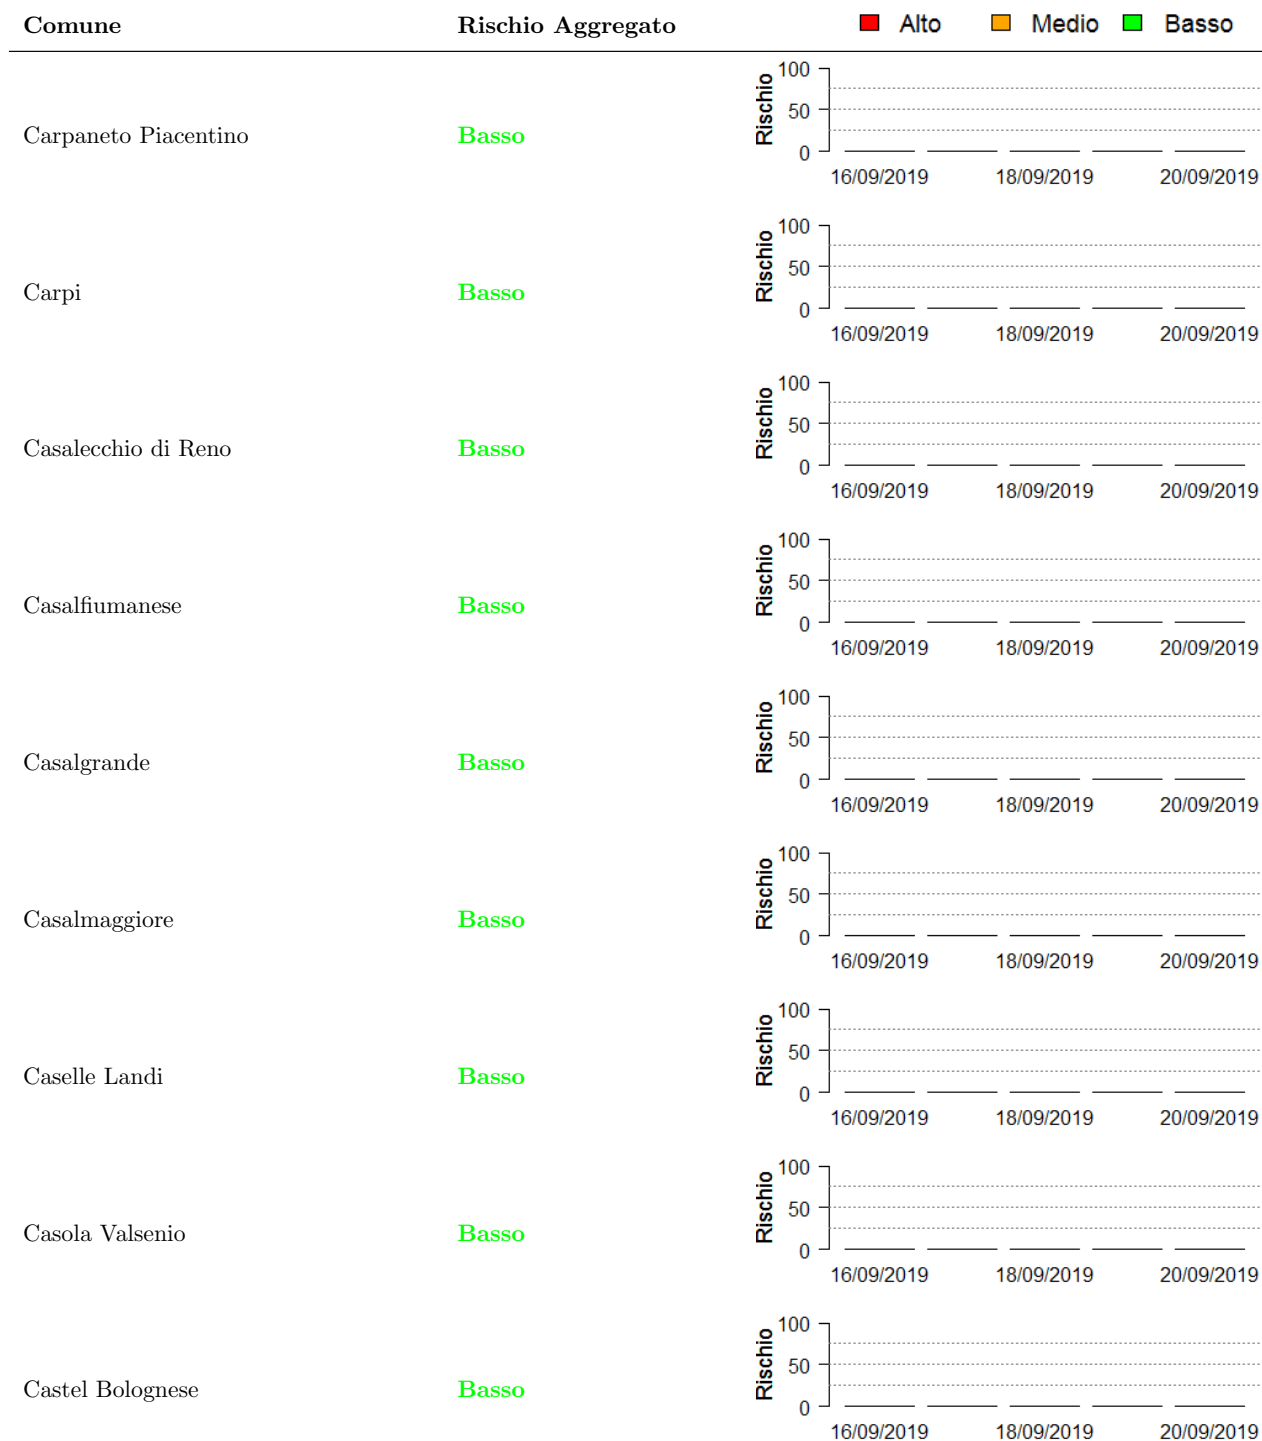 Comune Rischio Aggregato Alto Medio Basso
100
50
0
Rischio
Carpaneto Piacentino Basso
16/09/2019 18/09/2019 20/09/2019
100
50
0
Rischio
Carpi Basso
16/09/2019 18/09/2019 20/09/2019
100
50
0
Rischio
Casalecchio di Reno Basso
16/09/2019 18/09/2019 20/09/2019
100
50
0
Rischio
Casalfiumanese Basso
16/09/2019 18/09/2019 20/09/2019
100
50
0
Rischio
Casalgrande Basso
16/09/2019 18/09/2019 20/09/2019
100
50
0
Rischio
Casalmaggiore Basso
16/09/2019 18/09/2019 20/09/2019
100
50
0
Rischio
Caselle Landi Basso
16/09/2019 18/09/2019 20/09/2019
100
50
0
Rischio
Casola Valsenio Basso
16/09/2019 18/09/2019 20/09/2019
100
50
0
Rischio
Castel Bolognese Basso
16/09/2019 18/09/2019 20/09/2019